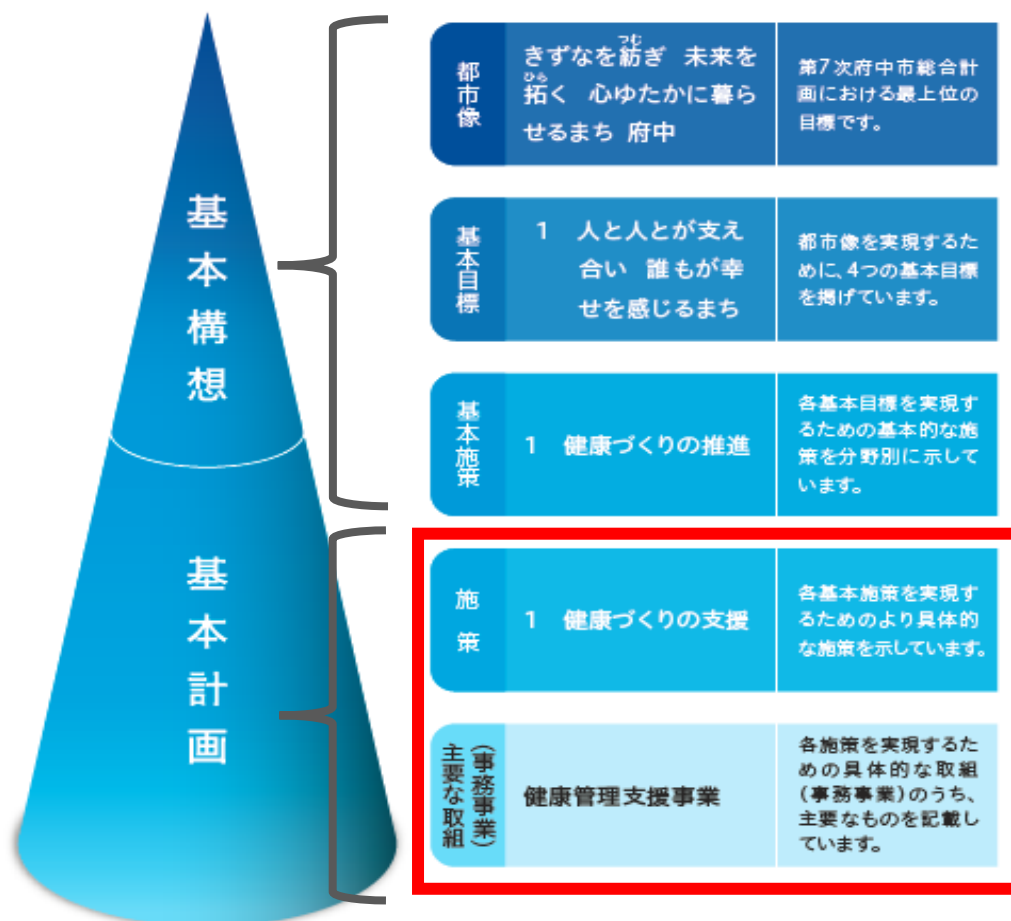 基本構想
基本計画
都市像
きずなを紡ぎ 未来を
つむ
拓く 心ゆたかに暮ら
ひら
せるまち 府中
第7次府中市総合計
画における最上位の
目標です。
基本目標
1 人と人とが支え
合い 誰もが幸
せを感じるまち
都市像を実現するた
めに、4つの基本目標
を掲げています。
基本施策
1 健康づくりの推進
各基本目標を実現す
るための基本的な施
策を分野別に示して
います。
施策
1 健康づくりの支援
各基本施策を実現す
るためのより具体的
な施策を示しています。
主要な取組
(事務事業)
健康管理支援事業
各施策を実現するた
めの具体的な取組
(事務事業)のうち、
主要なものを記載し
ています。